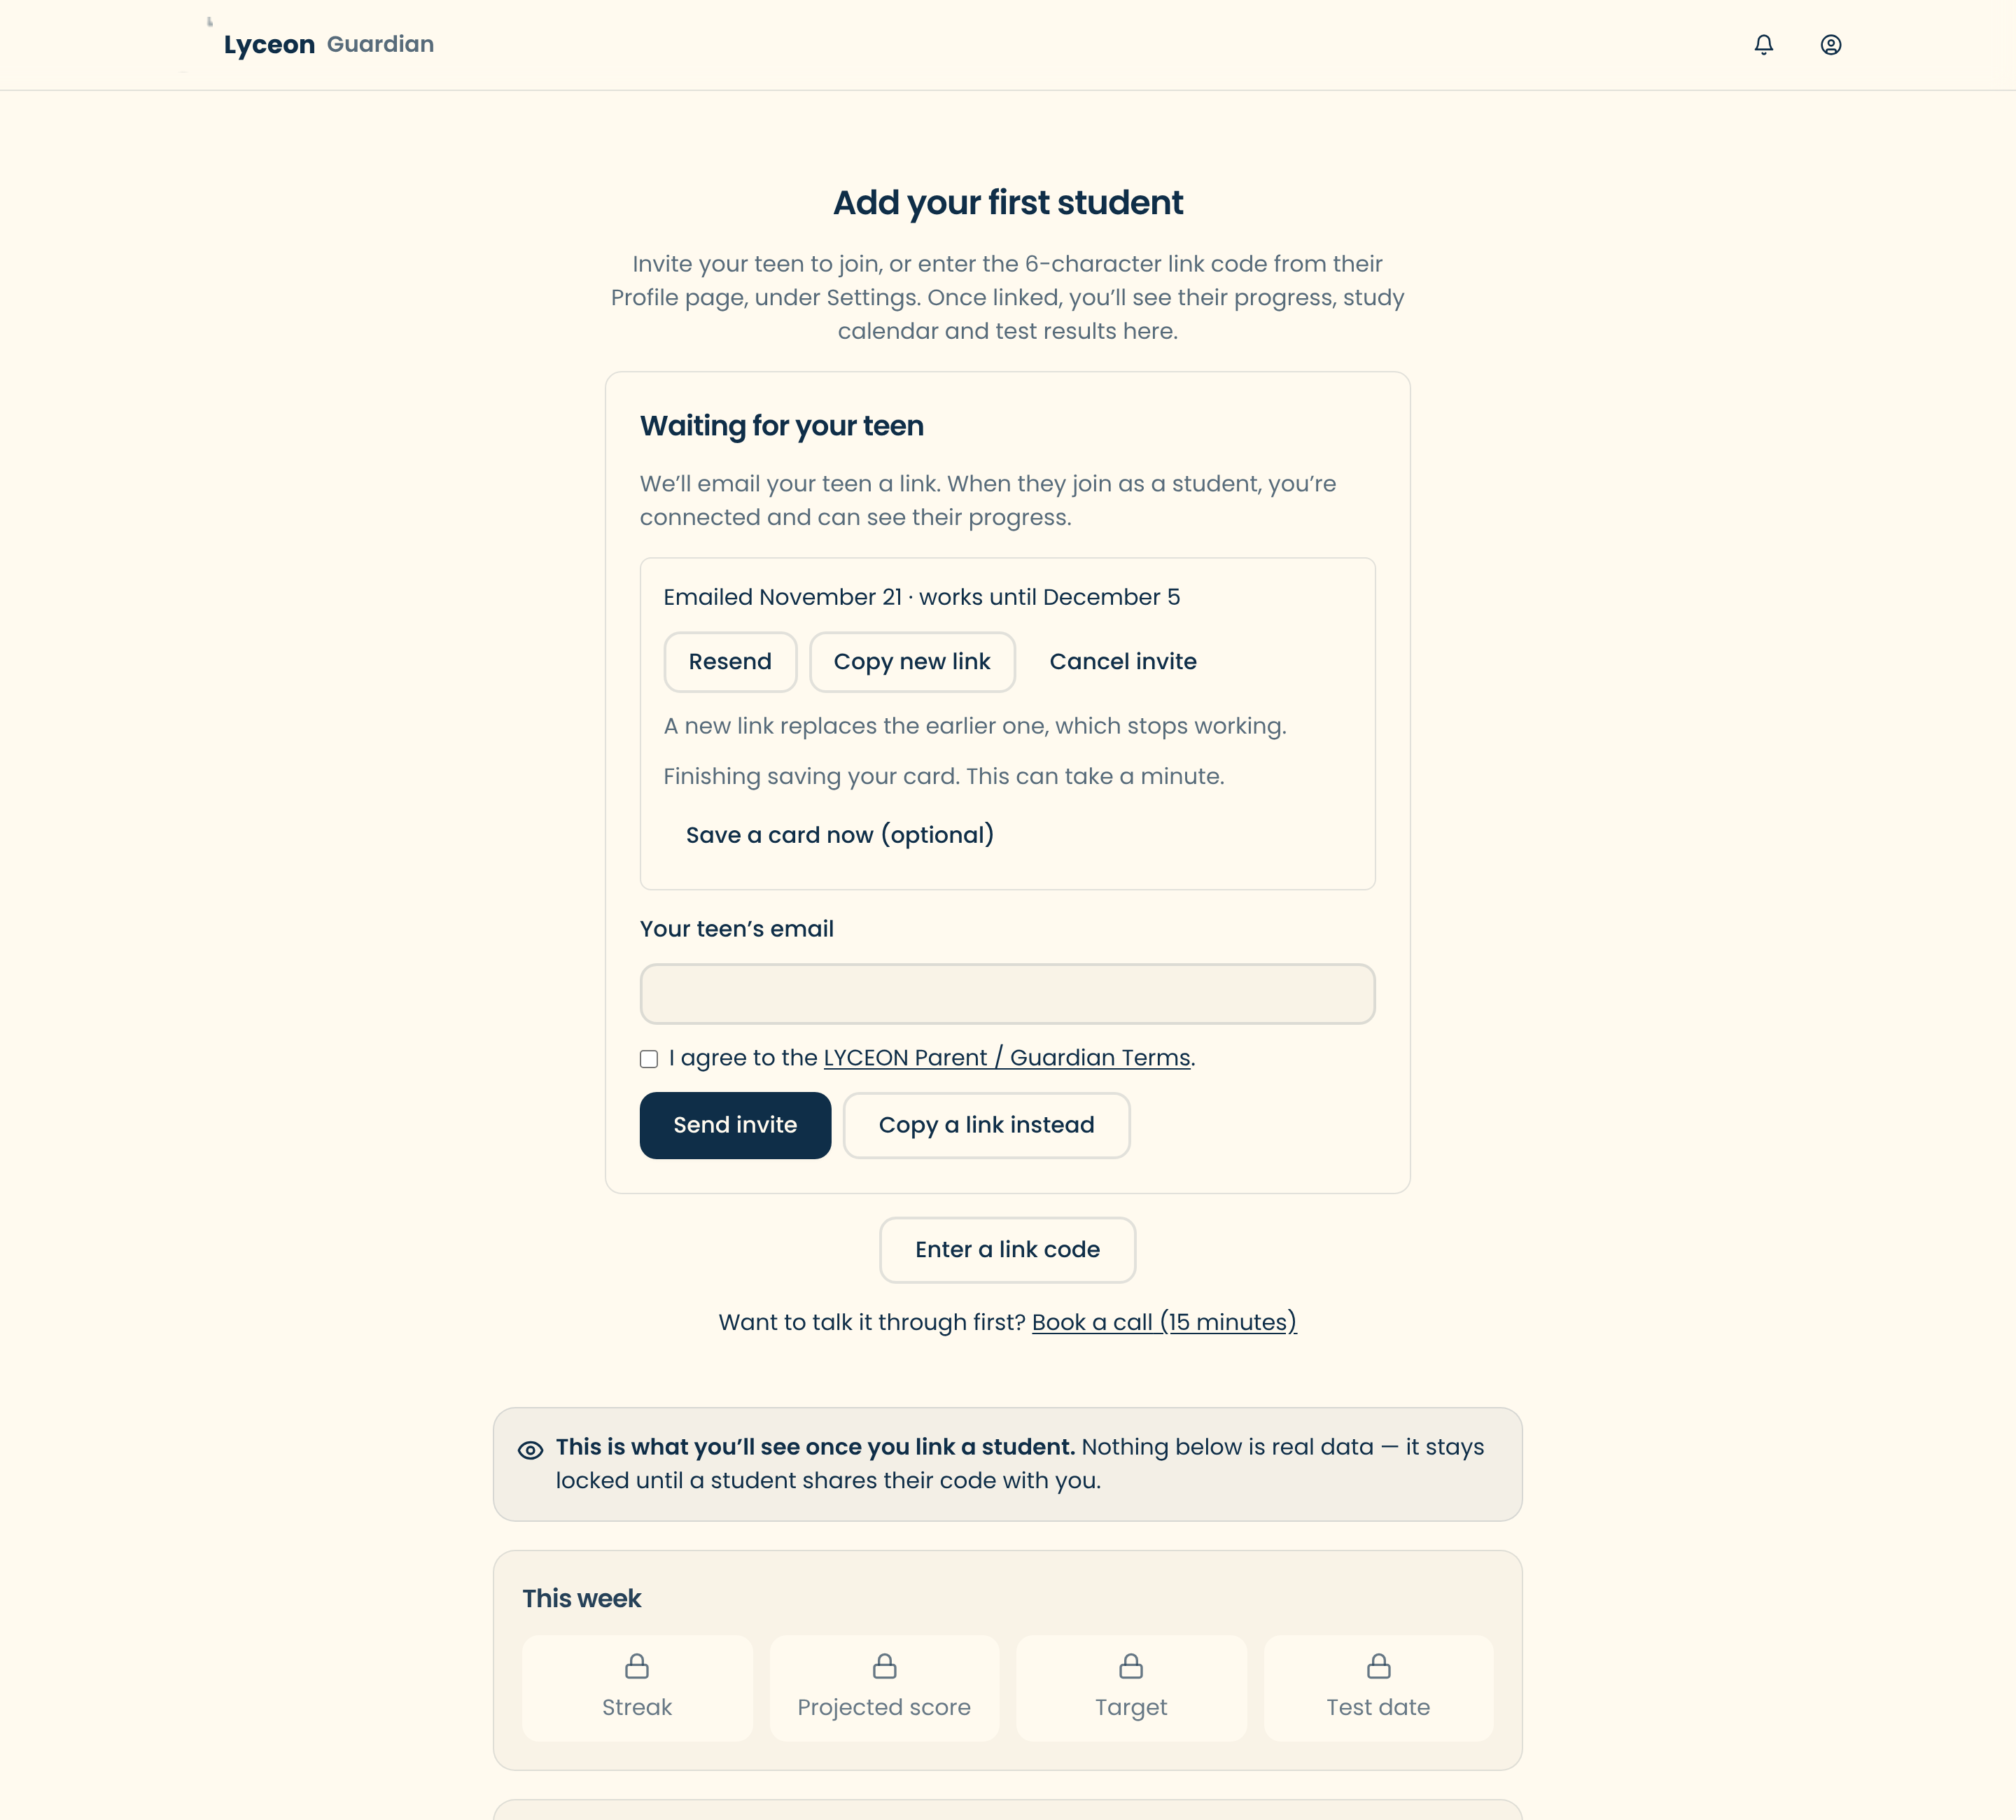 Lyceon Guardian
Add your first student
Invite your teen to join, or enter the 6-character link code from their
Profile page, under Settings. Once linked, you’ll see their progress, study
calendar and test results here.
Waiting for your teen
We’ll email your teen a link. When they join as a student, you’re
connected and can see their progress.
Emailed November 21 · works until December 5
Resend
Copy new link
Cancel invite
A new link replaces the earlier one, which stops working.
Finishing saving your card. This can take a minute.
Save a card now (optional)
Your teen’s email
I agree to the LYCEON Parent / Guardian Terms.
Send invite
Copy a link instead
Enter a link code
Want to talk it through first? Book a call (15 minutes)
This is what you’ll see once you link a student. Nothing below is real data — it stays
locked until a student shares their code with you.
This week
Streak
Projected score
Target
Test date